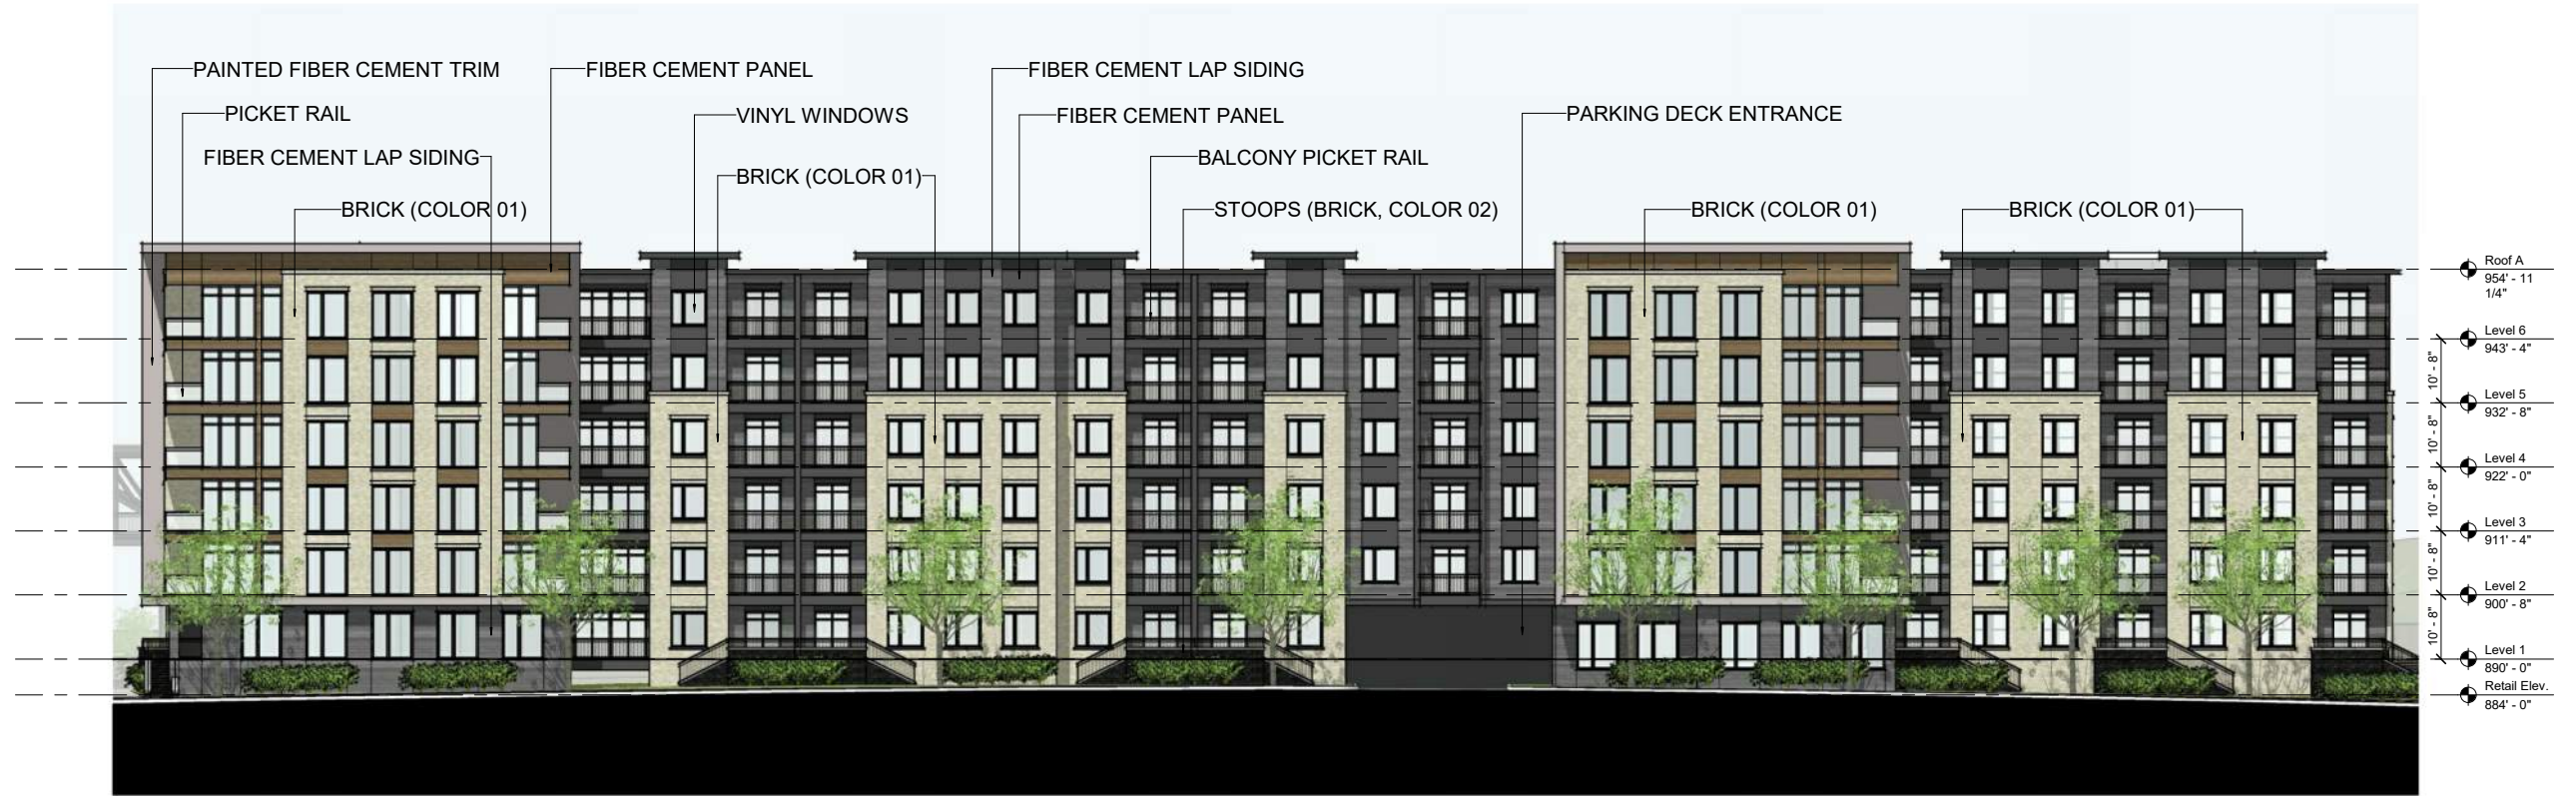 PAINTED FIBER CEMENT TRIM
FIBER CEMENT PANEL
FIBER CEMENT LAP SIDING
PICKET RAIL
VINYL WINDOWS
FIBER CEMENT PANEL
PARKING DECK ENTRANCE
FIBER CEMENT LAP SIDING
BRICK (COLOR 01)
BALCONY PICKET RAIL
BRICK (COLOR 01)
STOOPS (BRICK, COLOR 02)
BRICK (COLOR 01)
BRICK (COLOR 01)
Roof A
954' - 11
1/4"
Level 6
943' - 4"
10' - 8"
Level 5
932' - 8"
10' - 8"
Level 4
922' - 0"
10' - 8"
Level 3
911' - 4"
10' - 8"
Level 2
900' - 8"
10' - 8"
Level 1
890' - 0"
Retail Elev.
884' - 0"